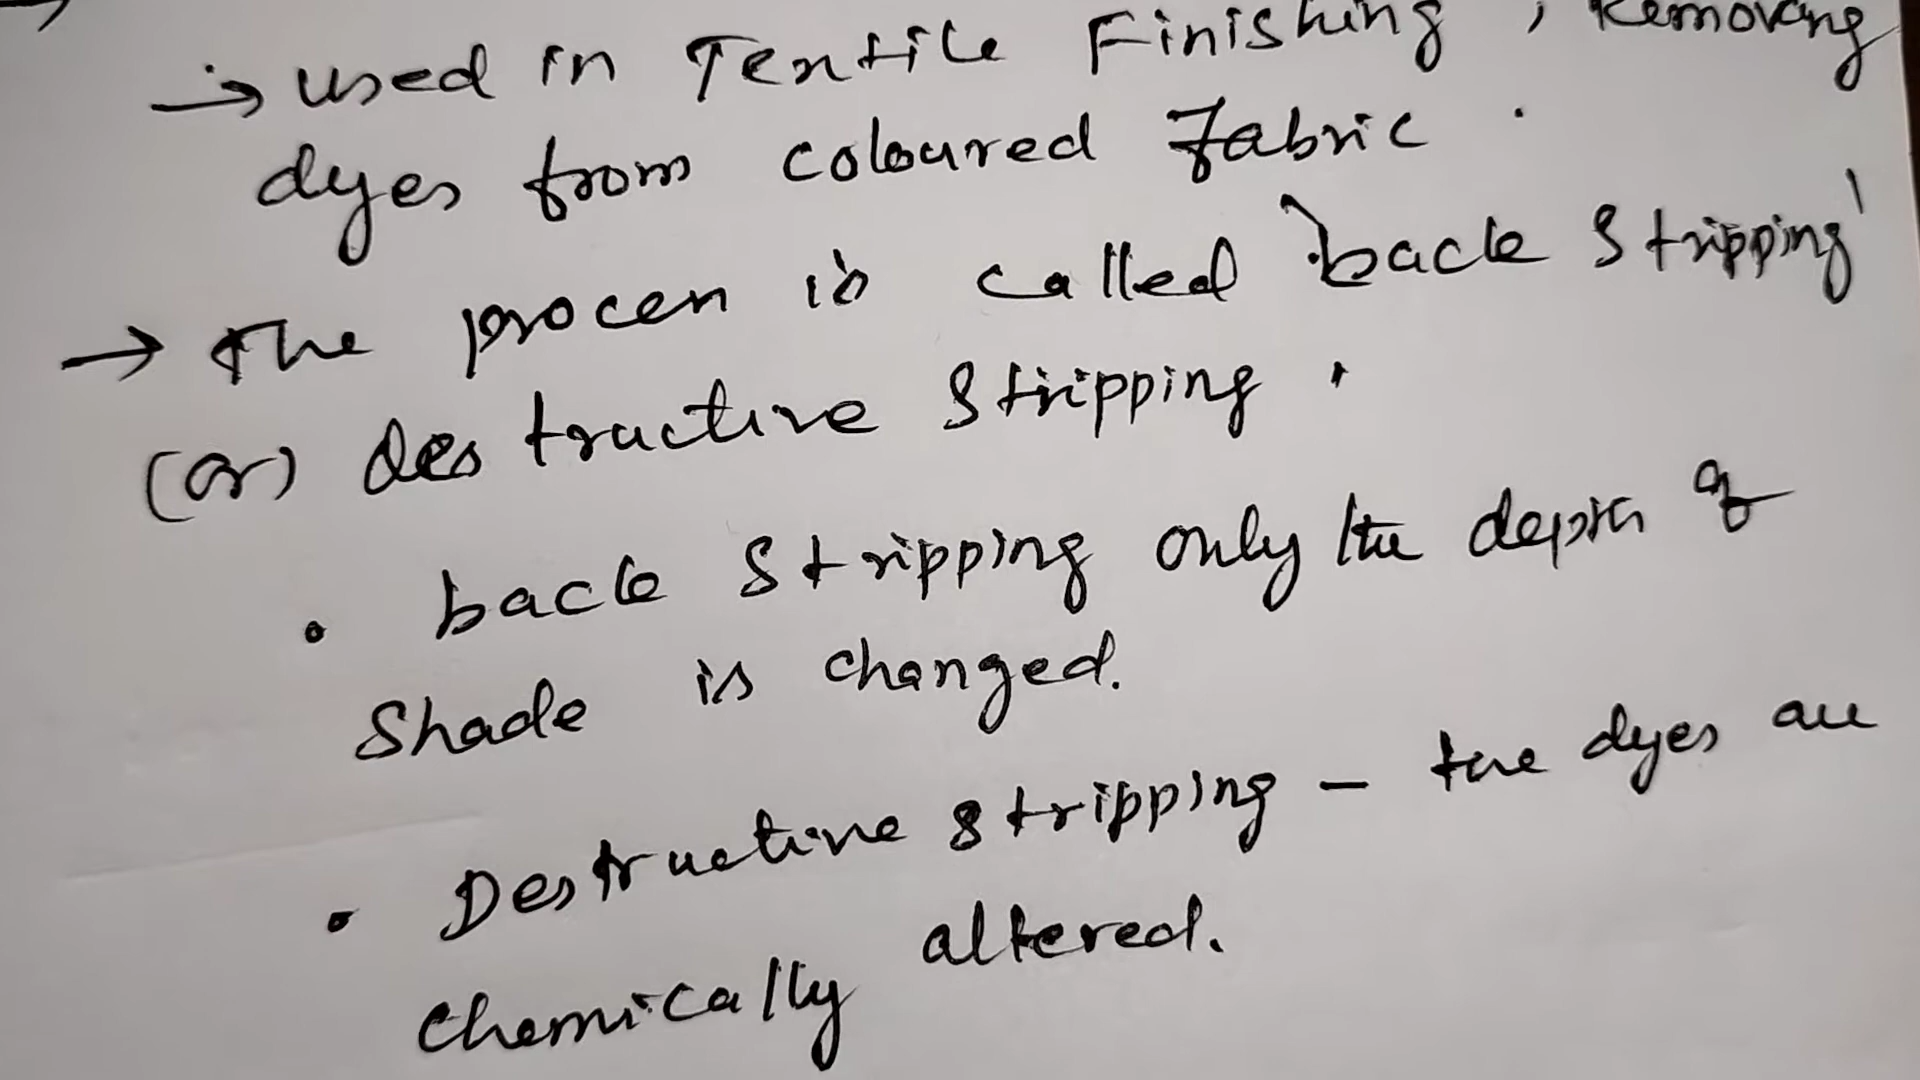 → used in Textile Finishing, Removing
dyes from coloured fabric.
→ The process is called 'back stripping'
(or) destructive stripping.
• back stripping only the depth of
shade is changed.
• Destructive stripping - the dyes are
chemically altered.